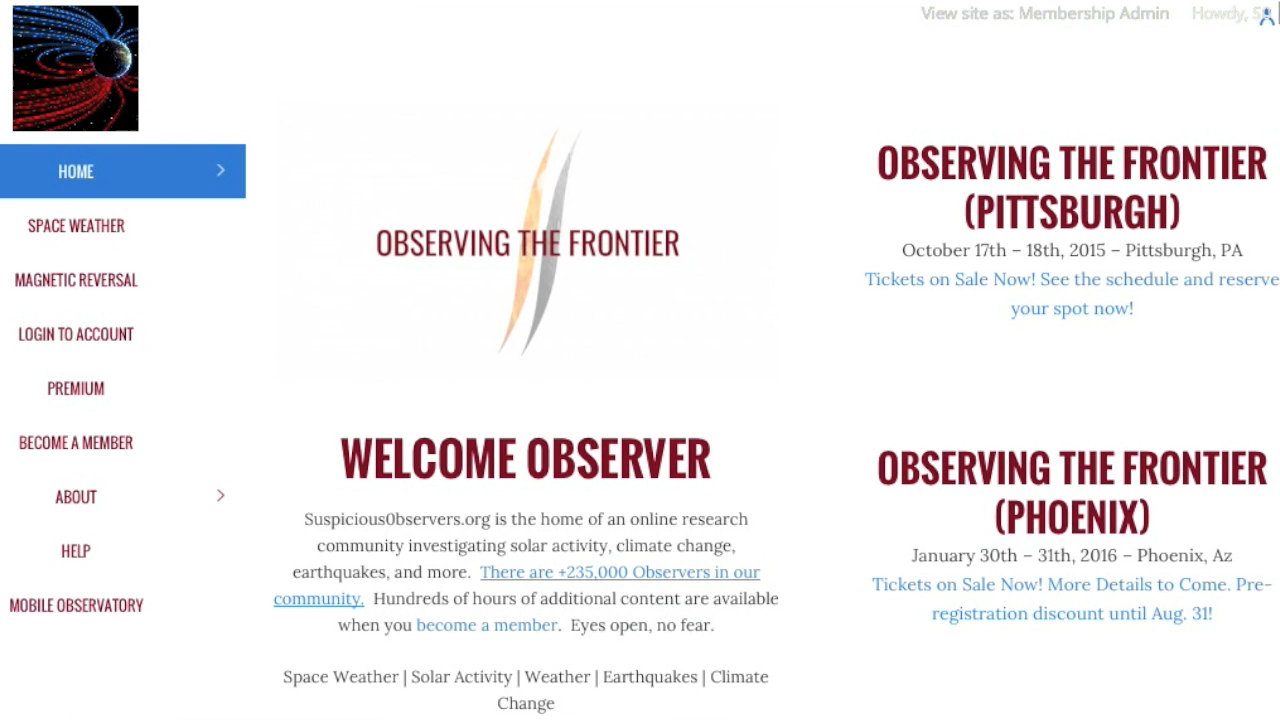 View site as: Membership Admin
Howdy,
HOME
SPACE WEATHER
MAGNETIC REVERSAL
LOGIN TO ACCOUNT
PREMIUM
BECOME A MEMBER
ABOUT
HELP
MOBILE OBSERVATORY
OBSERVING THE FRONTIER
WELCOME OBSERVER
Suspicious0bservers.org is the home of an online research
community investigating solar activity, climate change,
earthquakes, and more. There are +235,000 Observers in our
community. Hundreds of hours of additional content are available
when you become a member. Eyes open, no fear.
Space Weather | Solar Activity | Weather | Earthquakes | Climate
Change
OBSERVING THE FRONTIER
(PITTSBURGH)
October 17th – 18th, 2015 – Pittsburgh, PA
Tickets on Sale Now! See the schedule and reserve
your spot now!
OBSERVING THE FRONTIER
(PHOENIX)
January 30th – 31th, 2016 – Phoenix, Az
Tickets on Sale Now! More Details to Come. Pre-
registration discount until Aug. 31!